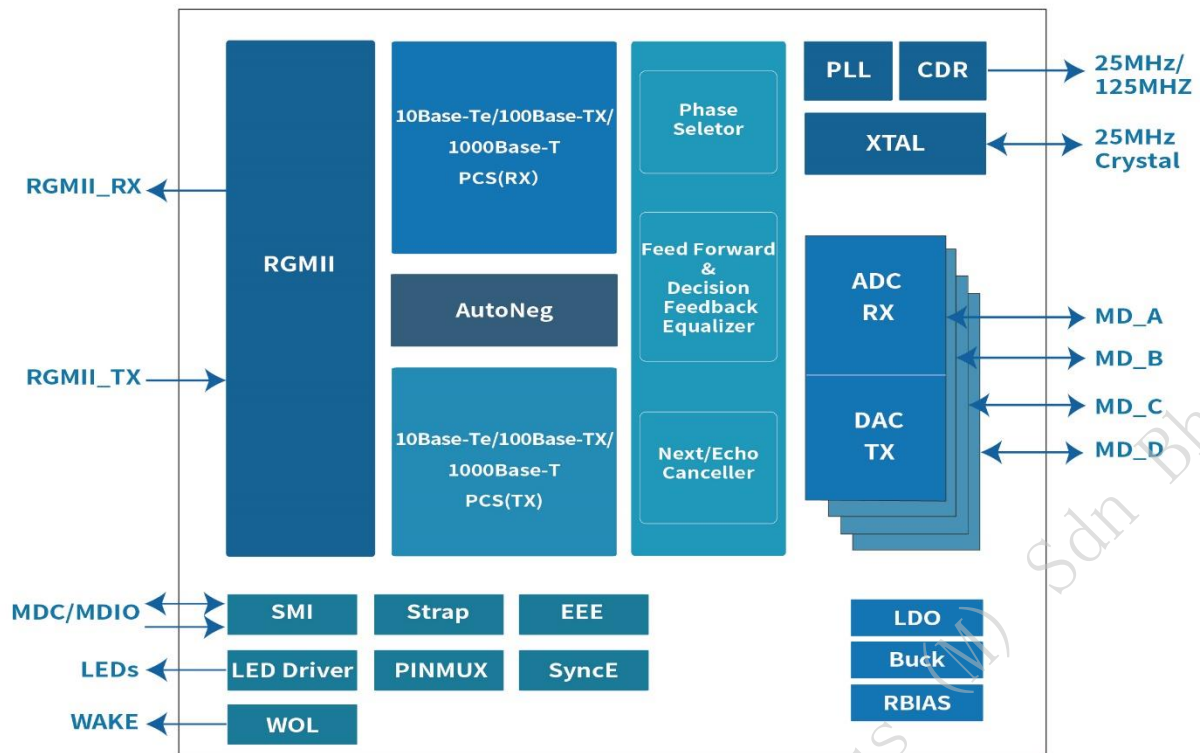 RGMII_RX
RGMII_TX
MDC/MDIO
LEDs
WAKE
RGMII
10Base-Te/100Base-TX/
1000Base-T
PCS(RX)
AutoNeg
10Base-Te/100Base-TX/
1000Base-T
PCS(TX)
Phase
Seletor
Feed Forward
&
Decision
Feedback
Equalizer
Next/Echo
Canceller
PLL
CDR
XTAL
25MHz/
125MHZ
25MHz
Crystal
ADC
RX
DAC
TX
MD_A
MD_B
MD_C
MD_D
SMI
Strap
EEE
LED Driver
PINMUX
SyncE
WOL
LDO
Buck
RBIAS
(M) Sdn